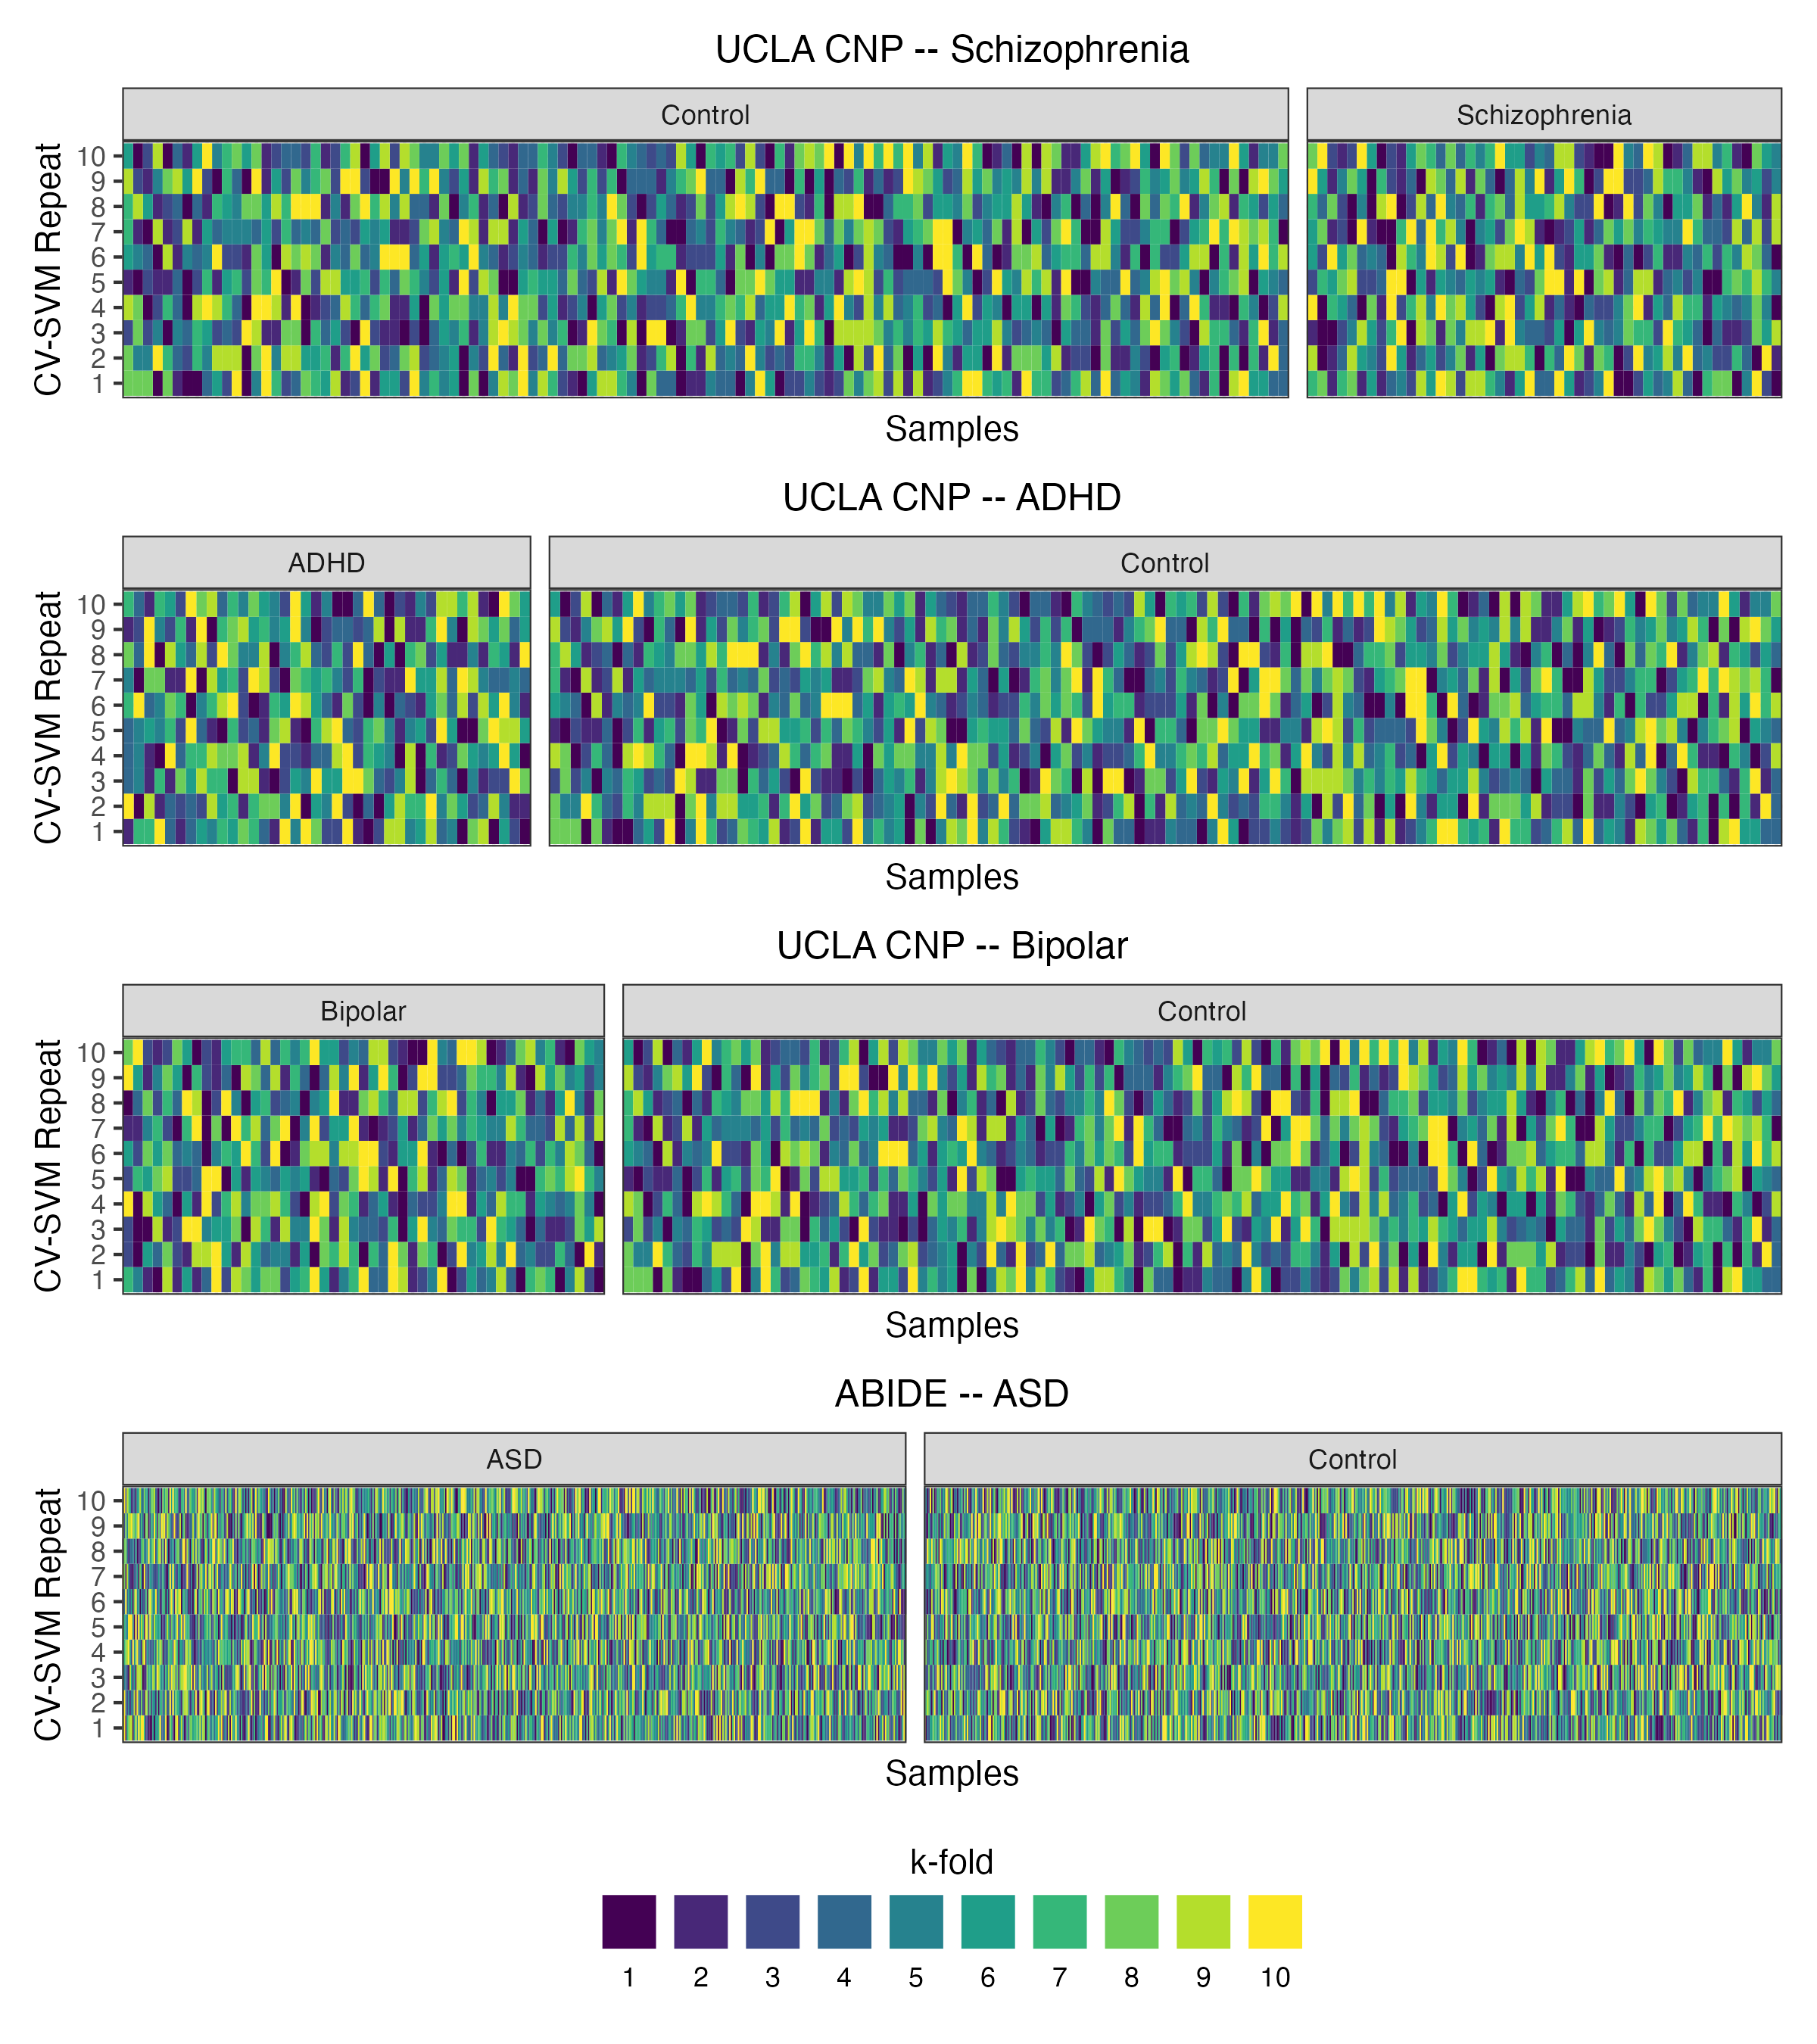 UCLA CNP -- Schizophrenia
Control
Schizophrenia
CV-SVM Repeat
10
9
8
7
6
5
4
3
2
1
Samples
UCLA CNP -- ADHD
ADHD
Control
CV-SVM Repeat
10
9
8
7
6
5
4
3
2
1
Samples
UCLA CNP -- Bipolar
Bipolar
Control
CV-SVM Repeat
10
9
8
7
6
5
4
3
2
1
Samples
ABIDE -- ASD
ASD
Control
CV-SVM Repeat
10
9
8
7
6
5
4
3
2
1
Samples
k-fold
1 2 3 4 5 6 7 8 9 10